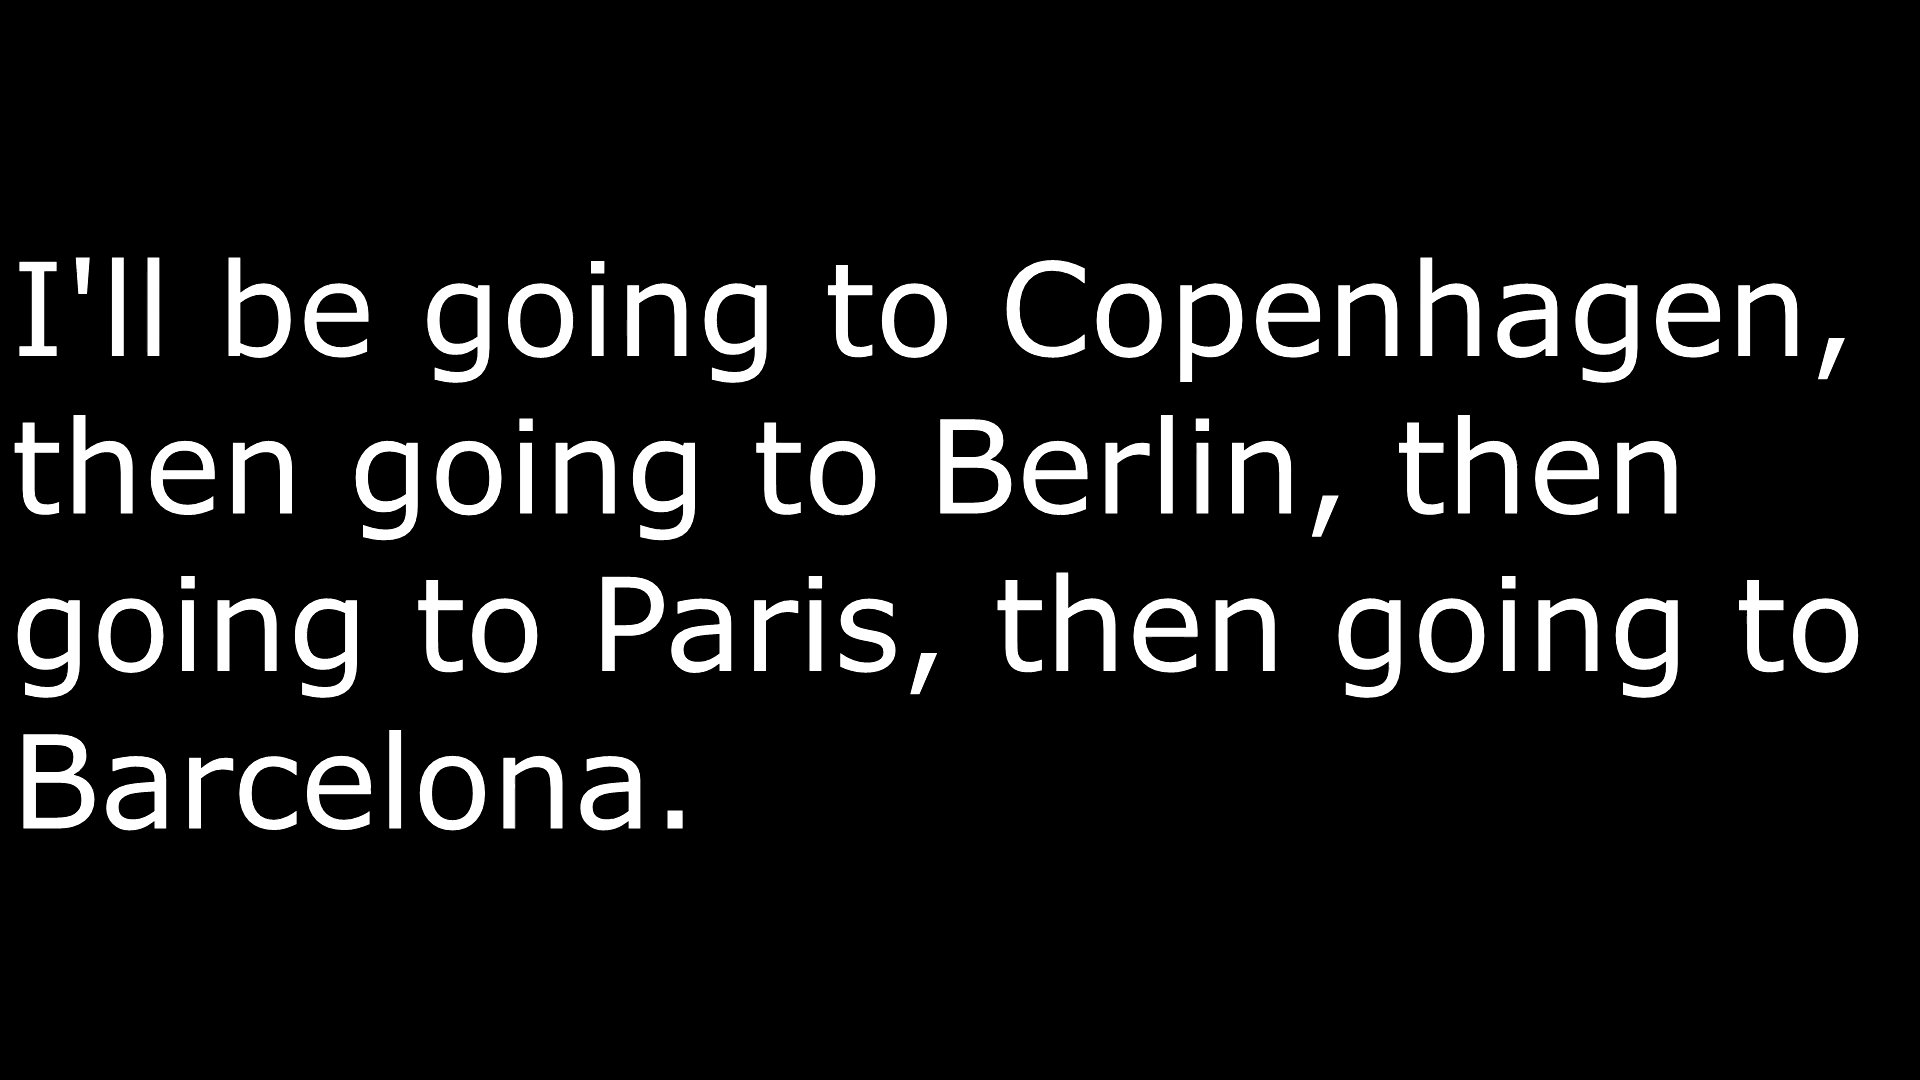 I'll be going to Copenhagen,
then going to Berlin, then
going to Paris, then going to
Barcelona.